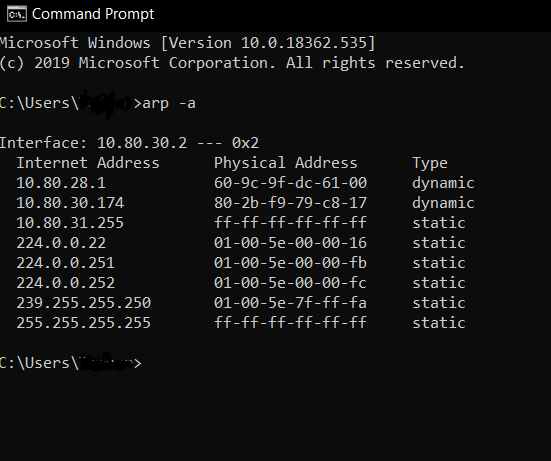 Command Prompt
Microsoft Windows [Version 10.0.18362.535]
(c) 2019 Microsoft Corporation. All rights reserved.
C:\Users\>arp -a
Interface: 10.80.30.2 --- 0x2
Internet Address Physical Address Type
10.80.28.1 60-9c-9f-dc-61-00 dynamic
10.80.30.174 80-2b-f9-79-c8-17 dynamic
10.80.31.255 ff-ff-ff-ff-ff-ff static
224.0.0.22 01-00-5e-00-00-16 static
224.0.0.251 01-00-5e-00-00-fb static
224.0.0.252 01-00-5e-00-00-fc static
239.255.255.250 01-00-5e-7f-ff-fa static
255.255.255.255 ff-ff-ff-ff-ff-ff static
C:\Users\>